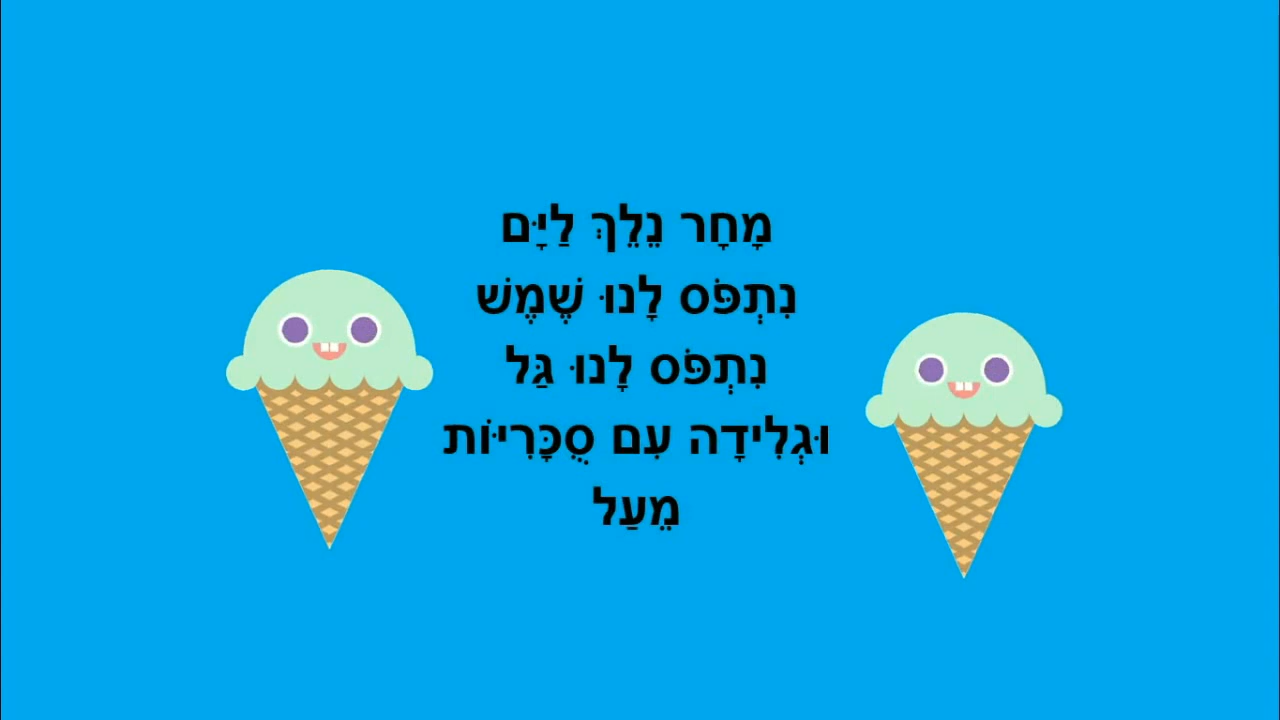 מָחָר נֵלֵךְ לַיָּם
נִתְפֹּס לָנוּ שֶׁמֶשׁ
נִתְפֹּס לָנוּ גַּל
וּגְלִידָה עִם סֻכָּרִיּוֹת
מֵעַל